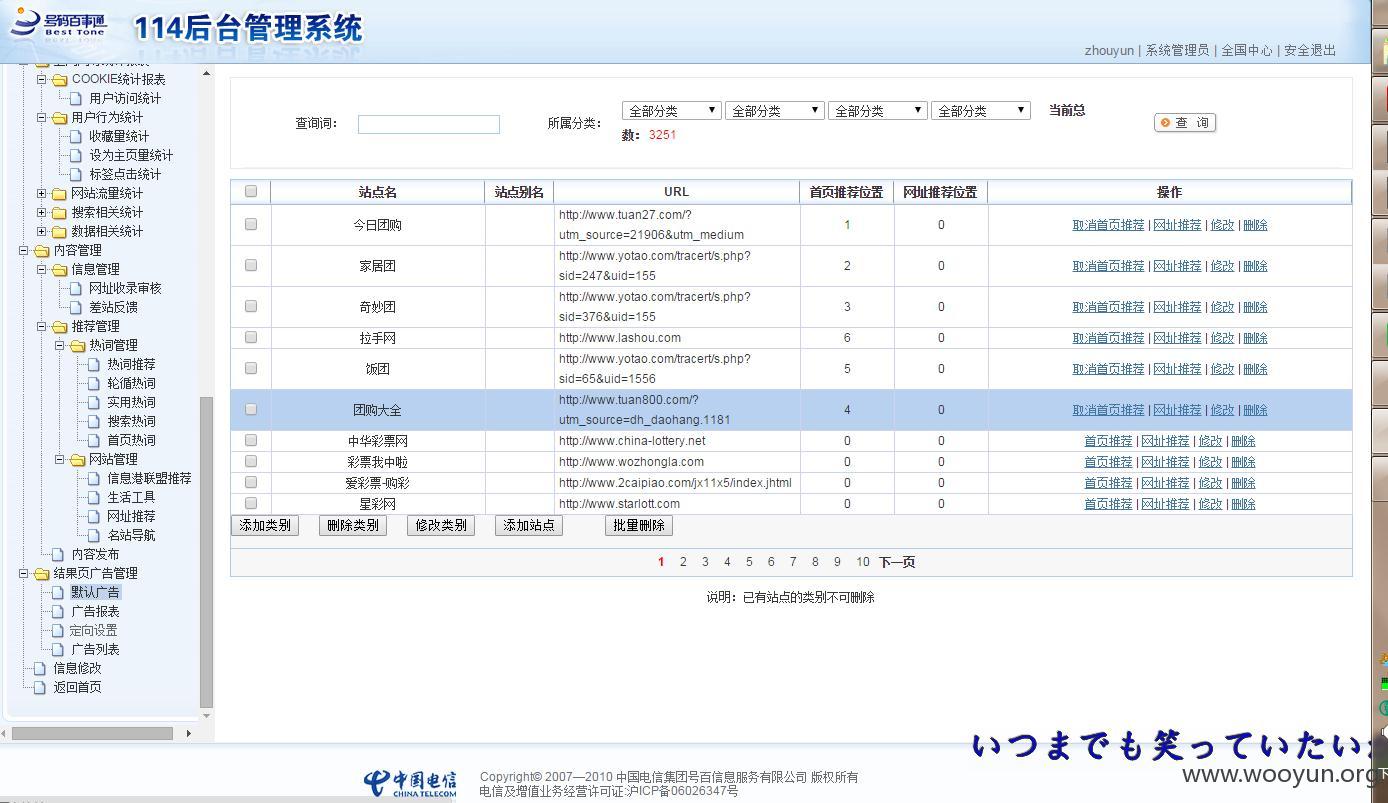 号码百事通
Best Tone
114后台管理系统
zhouyun | 系统管理员 | 全国中心 | 安全退出
COOKIE统计报表
用户访问统计
用户行为统计
收藏量统计
设为主页量统计
标签点击统计
网站流量统计
搜索相关统计
数据相关统计
内容管理
信息管理
网址收录审核
差站反馈
推荐管理
热词管理
热词推荐
轮循热词
实用热词
搜索热词
首页热词
网站管理
信息港联盟推荐
生活工具
网址推荐
名站导航
内容发布
结果页广告管理
默认广告
广告报表
定向设置
广告列表
信息修改
返回首页
查询词: 所属分类: 全部分类 全部分类 全部分类 全部分类 当前总
数: 3251
查 询
站点名 站点别名 URL 首页推荐位置 网址推荐位置 操作
今日团购 http://www.tuan27.com/? 1 0 取消首页推荐 | 网址推荐 | 修改 | 删除
utm_source=21906&utm_medium
家居团 http://www.yotao.com/tracert/s.php? 2 0 取消首页推荐 | 网址推荐 | 修改 | 删除
sid=247&uid=155
奇妙团 http://www.yotao.com/tracert/s.php? 3 0 取消首页推荐 | 网址推荐 | 修改 | 删除
sid=376&uid=155
拉手网 http://www.lashou.com 6 0 取消首页推荐 | 网址推荐 | 修改 | 删除
饭团 http://www.yotao.com/tracert/s.php? 5 0 取消首页推荐 | 网址推荐 | 修改 | 删除
sid=65&uid=1556
团购大全 http://www.tuan800.com/? 4 0 取消首页推荐 | 网址推荐 | 修改 | 删除
utm_source=dh_daohang.1181
中华彩票网 http://www.china-lottery.net 0 0 首页推荐 | 网址推荐 | 修改 | 删除
彩票我中啦 http://www.wozhongla.com 0 0 首页推荐 | 网址推荐 | 修改 | 删除
爱彩票-购彩 http://www.2caipiao.com/jx11x5/index.jhtml 0 0 首页推荐 | 网址推荐 | 修改 | 删除
星彩网 http://www.starlott.com 0 0 首页推荐 | 网址推荐 | 修改 | 删除
添加类别 删除类别 修改类别 添加站点 批量删除
1 2 3 4 5 6 7 8 9 10 下一页
说明: 已有站点的类别不可删除
いつまでも笑っていたい
www.wooyun.org
中国电信
CHINA TELECOM
Copyright© 2007—2010 中国电信集团号百信息服务有限公司 版权所有
电信及增值业务经营许可证:沪ICP备06026347号